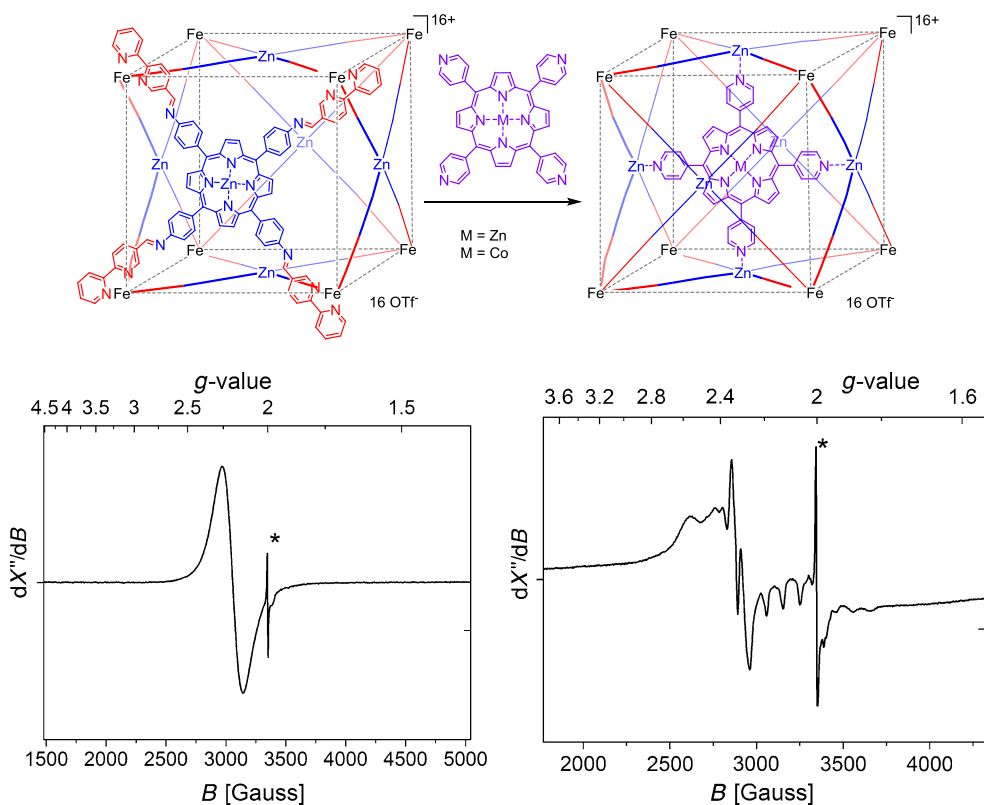 Fe
Fe
16+
Zn
Fe
Fe
N
N
N
N
N
N
Zn
Zn
Zn
N
N
Zn
N
N
N
N
Fe
Fe
N
N
N
N
Fe
Zn
Fe
16 OTf-
N
N
N
N
M
N
N
N
N
M = Zn
M = Co
Fe
Fe
16+
Zn
Fe
Fe
N
Zn
N
N
Zn
N
M
N
Zn
N
N
Zn
N
Fe
Fe
Zn
Fe
Fe
16 OTf-
g-value
4.5 4 3.5 3 2.5 2 1.5
*
dX"/dB
1500 2000 2500 3000 3500 4000 4500 5000
B [Gauss]
g-value
3.6 3.2 2.8 2.4 2 1.6
*
dX"/dB
2000 2500 3000 3500 4000
B [Gauss]